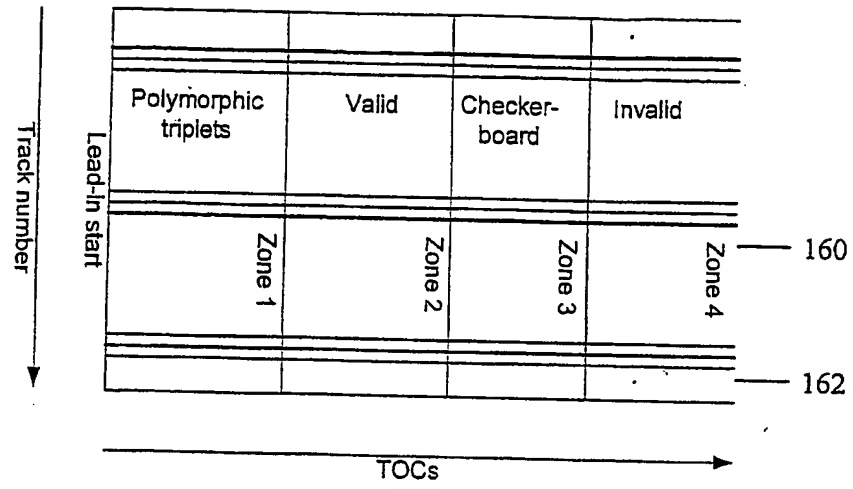 Track number
Lead-In start
Polymorphic
triplets
Valid
Checker-
board
Invalid
Zone 1
Zone 2
Zone 3
Zone 4
160
162
TOCs